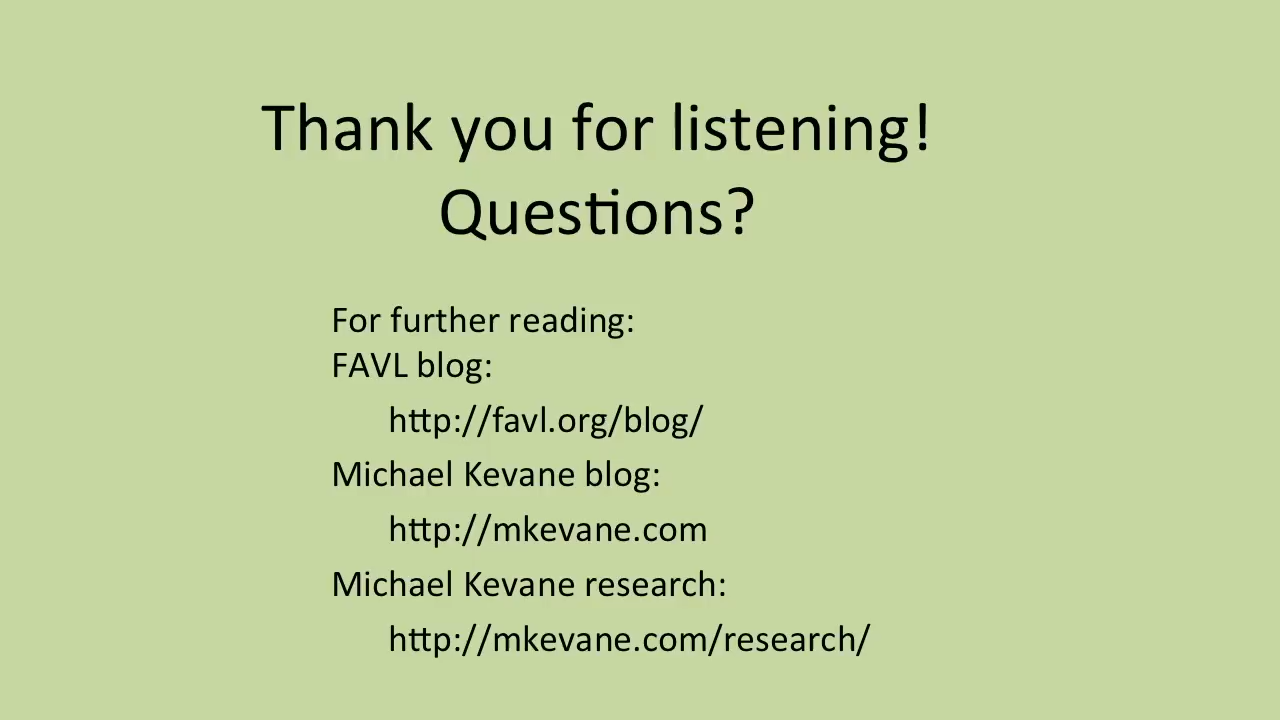 Thank you for listening!
Questions?
For further reading:
FAVL blog:
http://favl.org/blog/
Michael Kevane blog:
http://mkevane.com
Michael Kevane research:
http://mkevane.com/research/